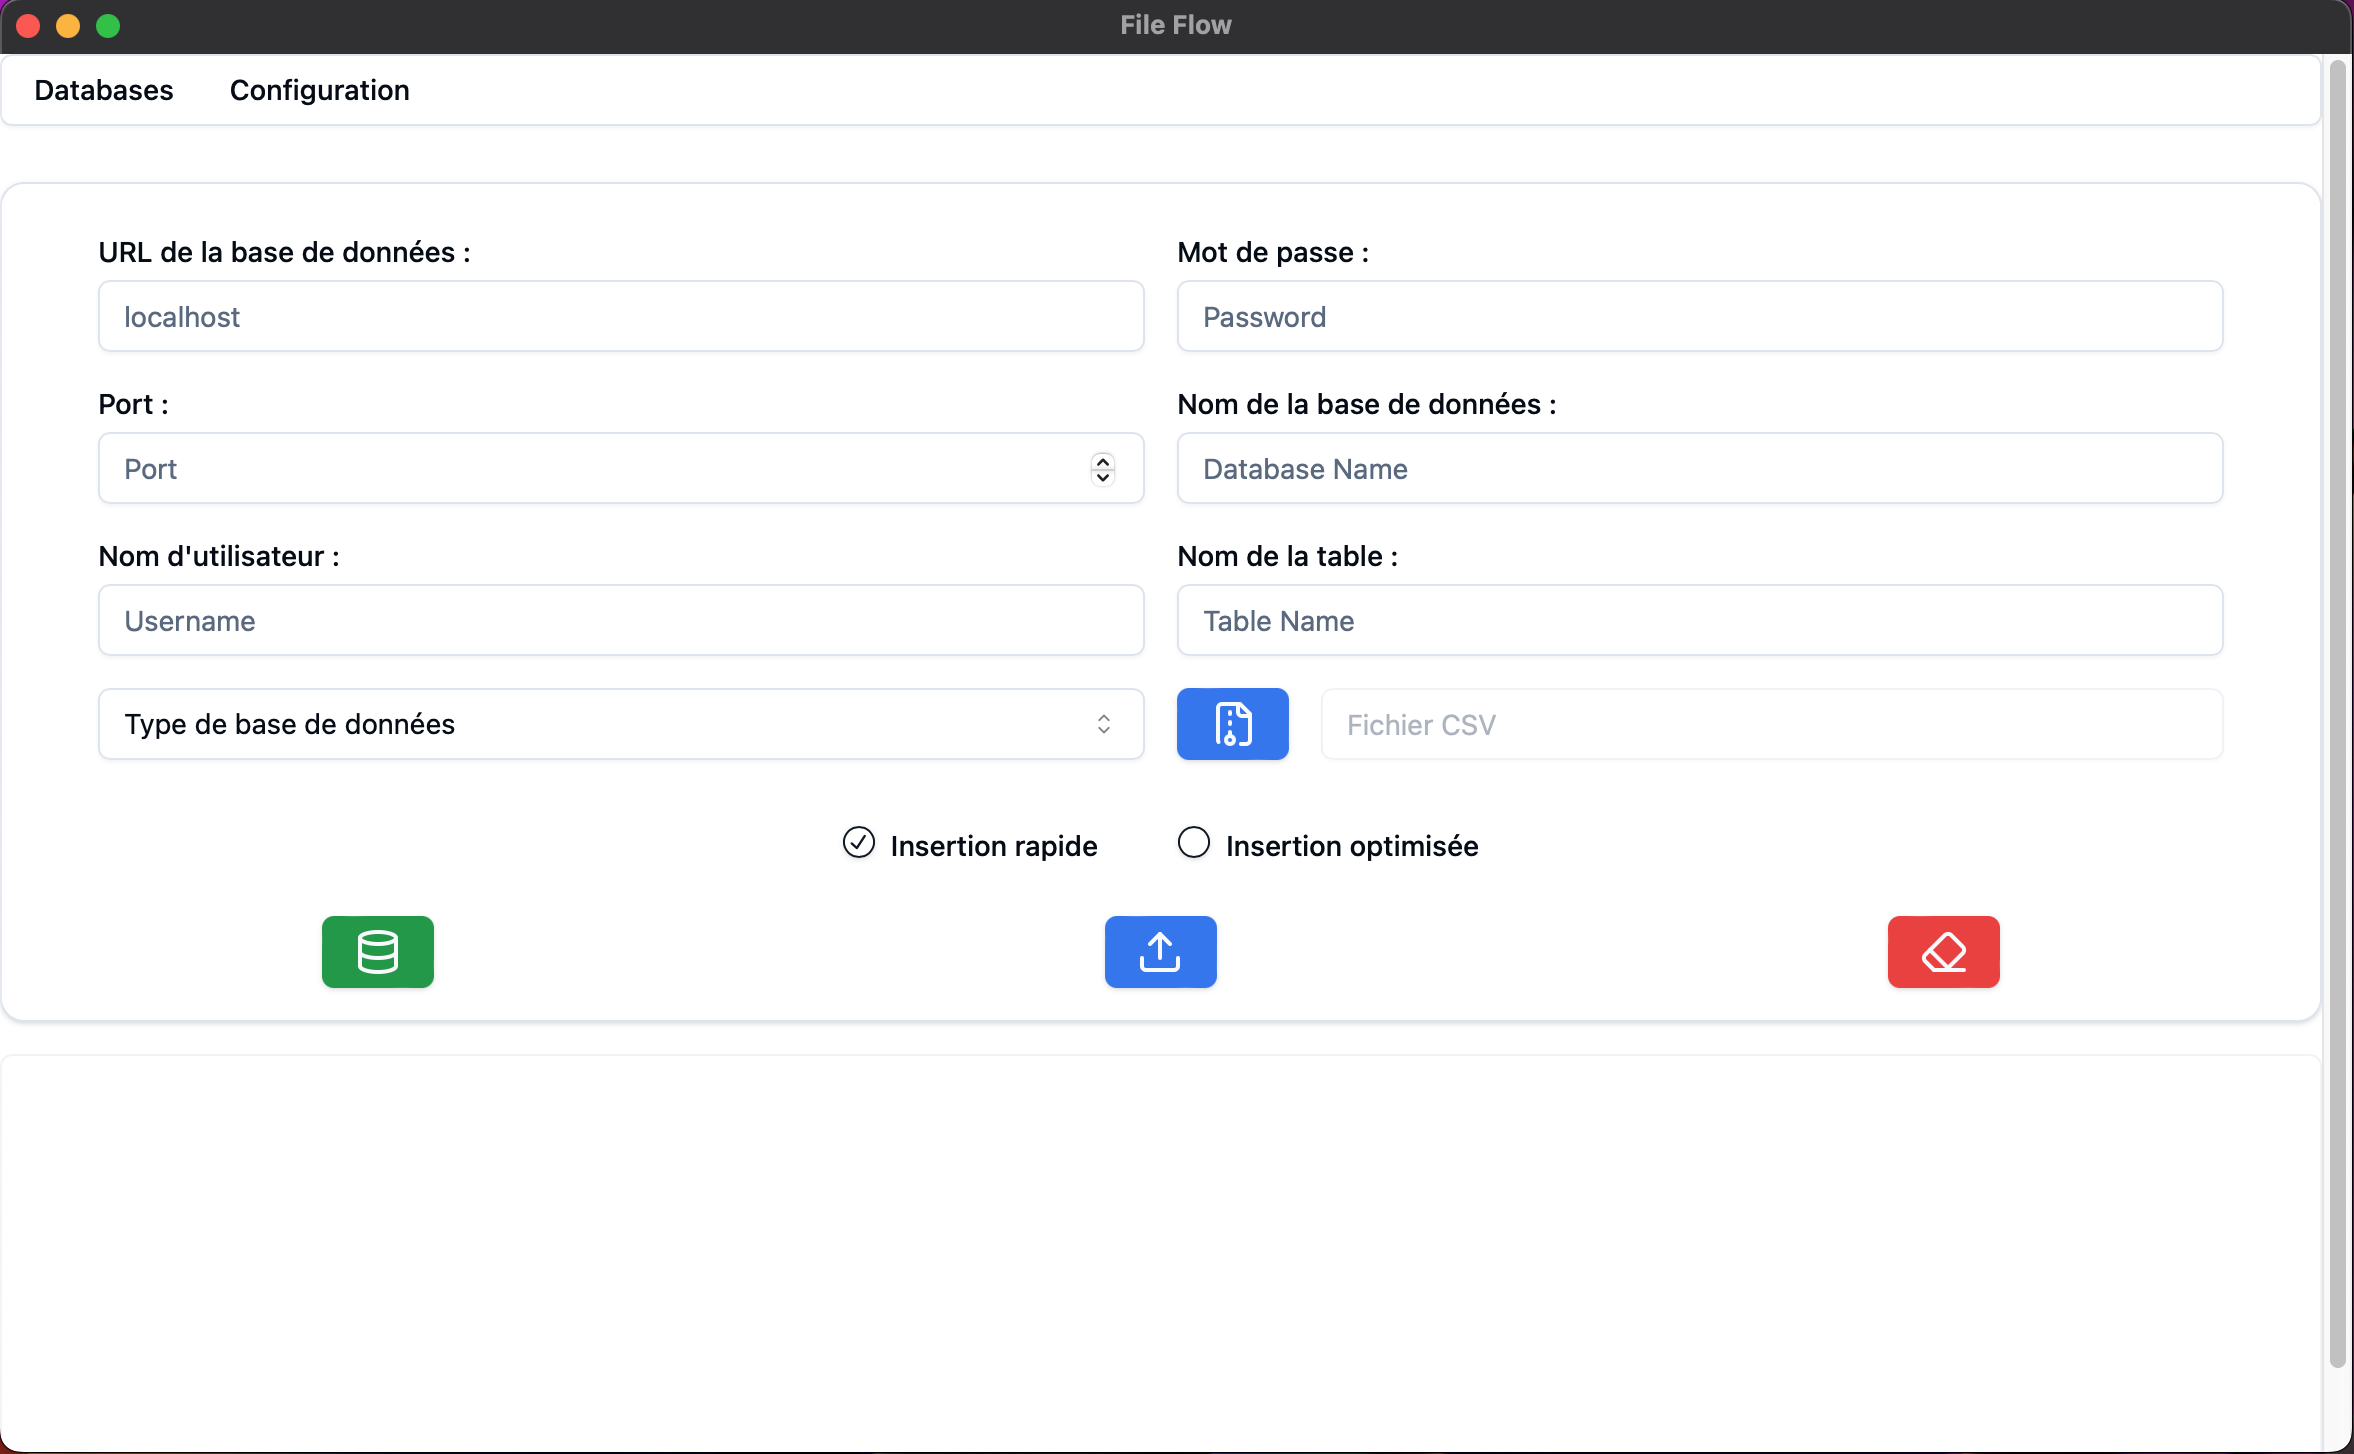 File Flow
Databases
Configuration
URL de la base de données :
Mot de passe :
localhost
Password
Port :
Nom de la base de données :
Port
Database Name
Nom d'utilisateur :
Nom de la table :
Username
Table Name
Type de base de données
Fichier CSV
Insertion rapide
Insertion optimisée